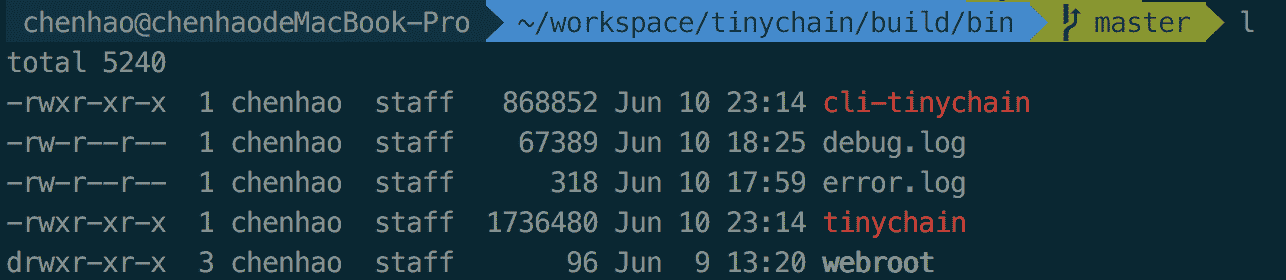 chenhao@chenhaodeMacBook-Pro ~/workspace/tinychain/build/bin master l
total 5240
-rwxr-xr-x 1 chenhao staff 868852 Jun 10 23:14 cli-tinychain
-rw-r--r-- 1 chenhao staff 67389 Jun 10 18:25 debug.log
-rw-r--r-- 1 chenhao staff 318 Jun 10 17:59 error.log
-rwxr-xr-x 1 chenhao staff 1736480 Jun 10 23:14 tinychain
drwxr-xr-x 3 chenhao staff 96 Jun 9 13:20 webroot